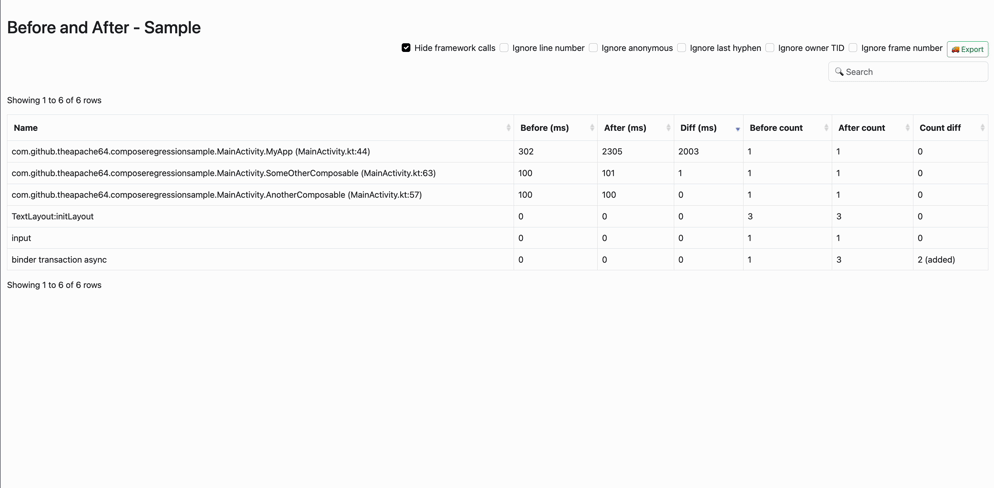 Before and After - Sample
Hide framework calls Ignore line number Ignore anonymous Ignore last hyphen Ignore owner TID Ignore frame number Export
Search
Showing 1 to 6 of 6 rows
Name Before (ms) After (ms) Diff (ms) Before count After count Count diff
com.github.theapache64.composeregressionsample.MainActivity.MyApp (MainActivity.kt:44) 302 2305 2003 1 1 0
com.github.theapache64.composeregressionsample.MainActivity.SomeOtherComposable (MainActivity.kt:63) 100 101 1 1 1 0
com.github.theapache64.composeregressionsample.MainActivity.AnotherComposable (MainActivity.kt:57) 100 100 0 1 1 0
TextLayout:initLayout 0 0 0 3 3 0
input 0 0 0 1 1 0
binder transaction async 0 0 0 1 3 2 (added)
Showing 1 to 6 of 6 rows